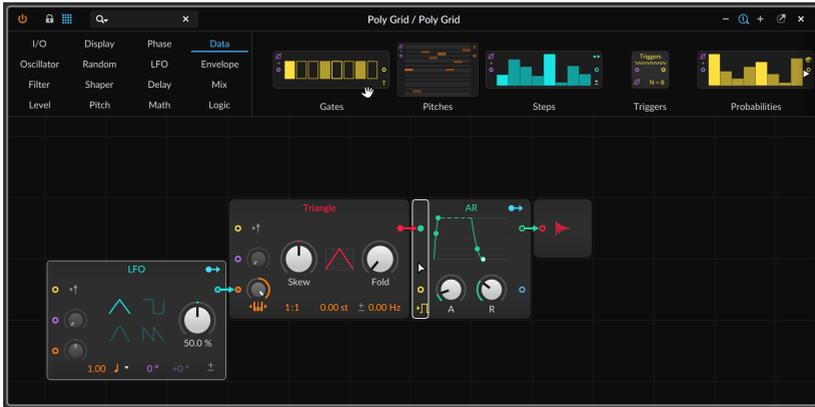 Poly Grid / Poly Grid
I/O Display Phase Data
Oscillator Random LFO Envelope
Filter Shaper Delay Mix
Level Pitch Math Logic
Triggers
N = 8
T
Gates Pitches Steps Triggers Probabilities
Triangle
AR
Skew Fold
1:1 0.00 st ± 0.00 Hz
A R
LFO
50.0 %
1.00 0 ° +0 ° ±